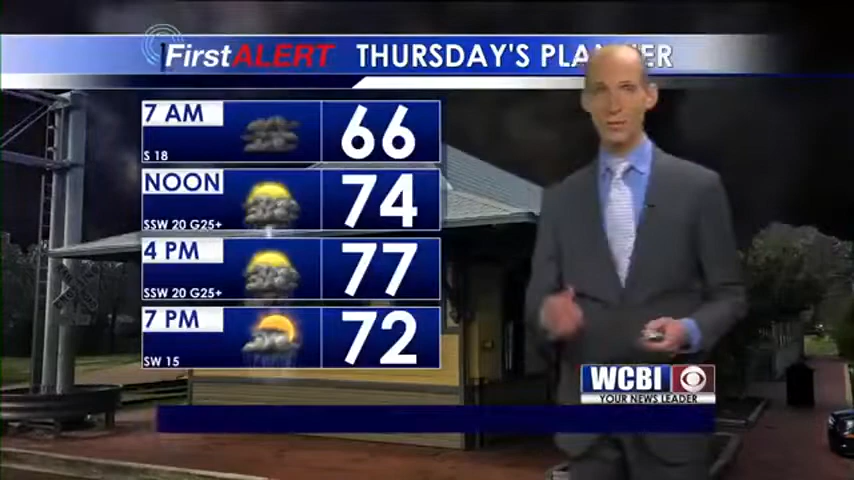 FirstALERT THURSDAY'S PLANNER
7 AM
S 18
66
NOON
SSW 20 G25+
74
4 PM
SSW 20 G25+
77
7 PM
SW 15
72
WCBI
YOUR NEWS LEADER